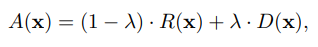 A(x) = (1 − λ) · R(x) + λ · D(x),